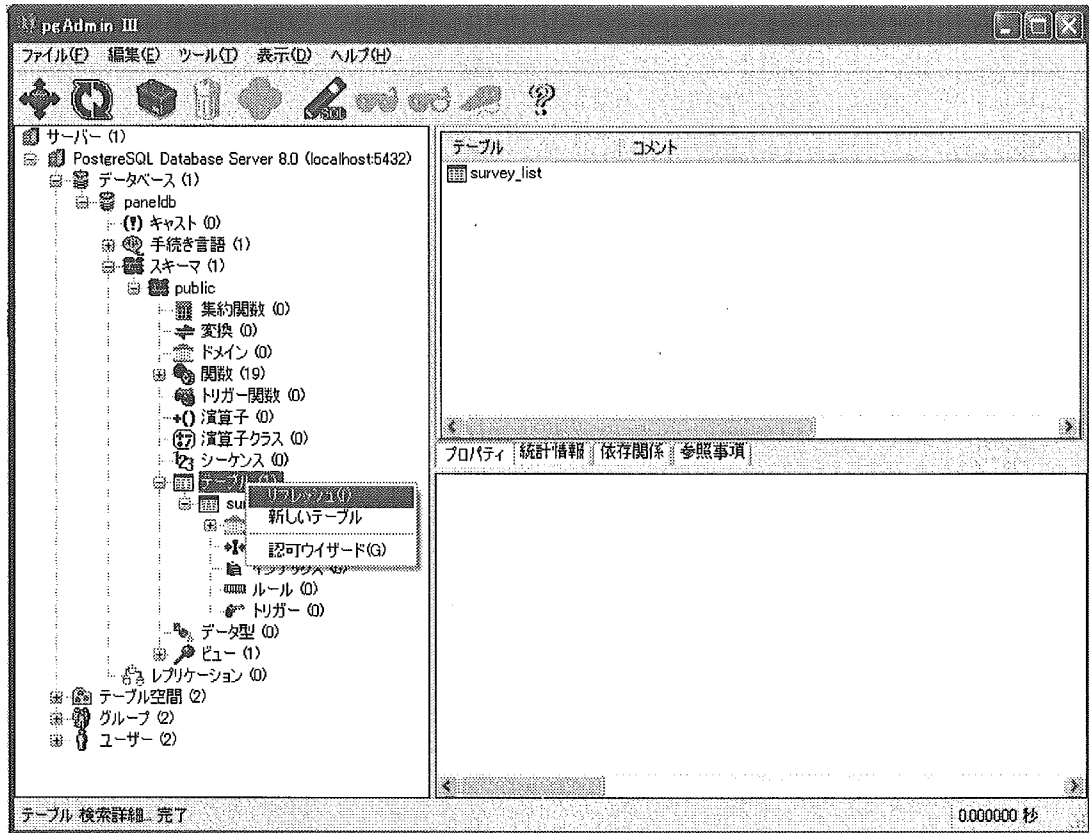 pgAdmin III
ファイル(F) 編集(E) ツール(T) 表示(D) ヘルプ(H)
SQL
サーバー (1)
PostgreSQL Database Server 8.0 (localhost:5432)
データベース (1)
paneldb
キャスト (0)
手続き言語 (1)
スキーマ (1)
public
集約関数 (0)
変換 (0)
ドメイン (0)
関数 (19)
トリガー関数 (0)
演算子 (0)
演算子クラス (0)
シーケンス (0)
テーブル
リフレッシュ(f)
新しいテーブル
認可ウイザード(G)
ルール (0)
トリガー (0)
データ型 (0)
ビュー (1)
レプリケーション (0)
テーブル空間 (2)
グループ (2)
ユーザー (2)
テーブル コメント
survey_list
プロパティ 統計情報 依存関係 参照事項
テーブル 検索詳細... 完了
0.000000 秒